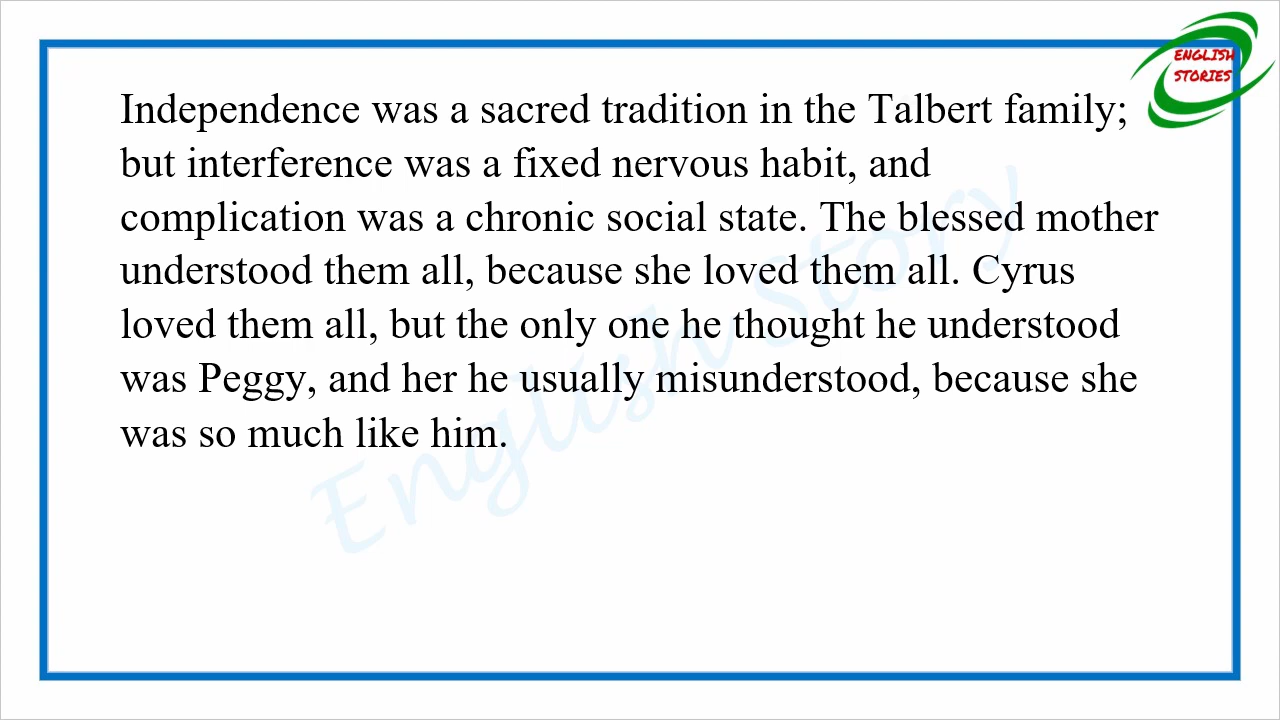 ENGLISH
STORIES
Independence was a sacred tradition in the Talbert family;
but interference was a fixed nervous habit, and
complication was a chronic social state. The blessed mother
understood them all, because she loved them all. Cyrus
loved them all, but the only one he thought he understood
was Peggy, and her he usually misunderstood, because she
was so much like him.
English Story